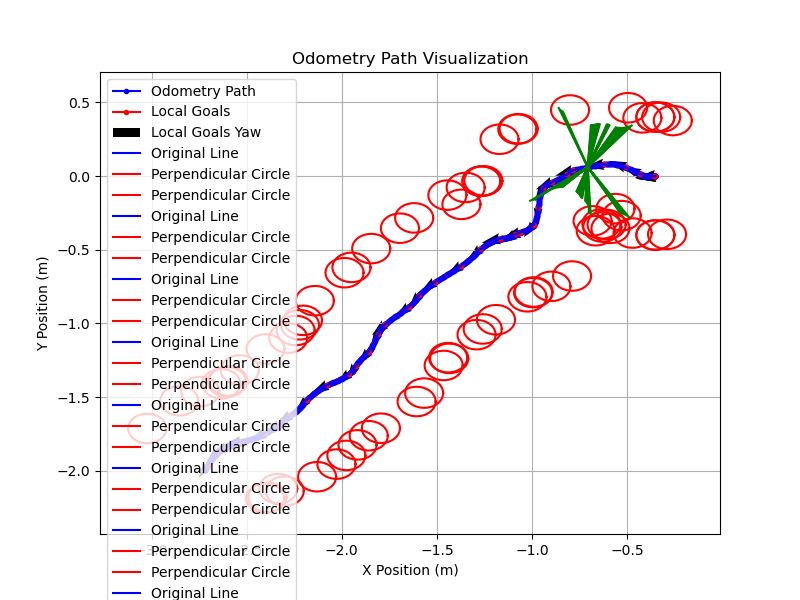 Odometry Path Visualization
Odometry Path
Local Goals
Local Goals Yaw
Original Line
Perpendicular Circle
Perpendicular Circle
Original Line
Perpendicular Circle
Perpendicular Circle
Original Line
Perpendicular Circle
Perpendicular Circle
Original Line
Perpendicular Circle
Perpendicular Circle
Original Line
Perpendicular Circle
Perpendicular Circle
Original Line
Perpendicular Circle
Perpendicular Circle
Original Line
Perpendicular Circle
Perpendicular Circle
Original Line
0.5
0.0
−0.5
−1.0
−1.5
−2.0
Y Position (m)
−2.0
−1.5
−1.0
−0.5
X Position (m)